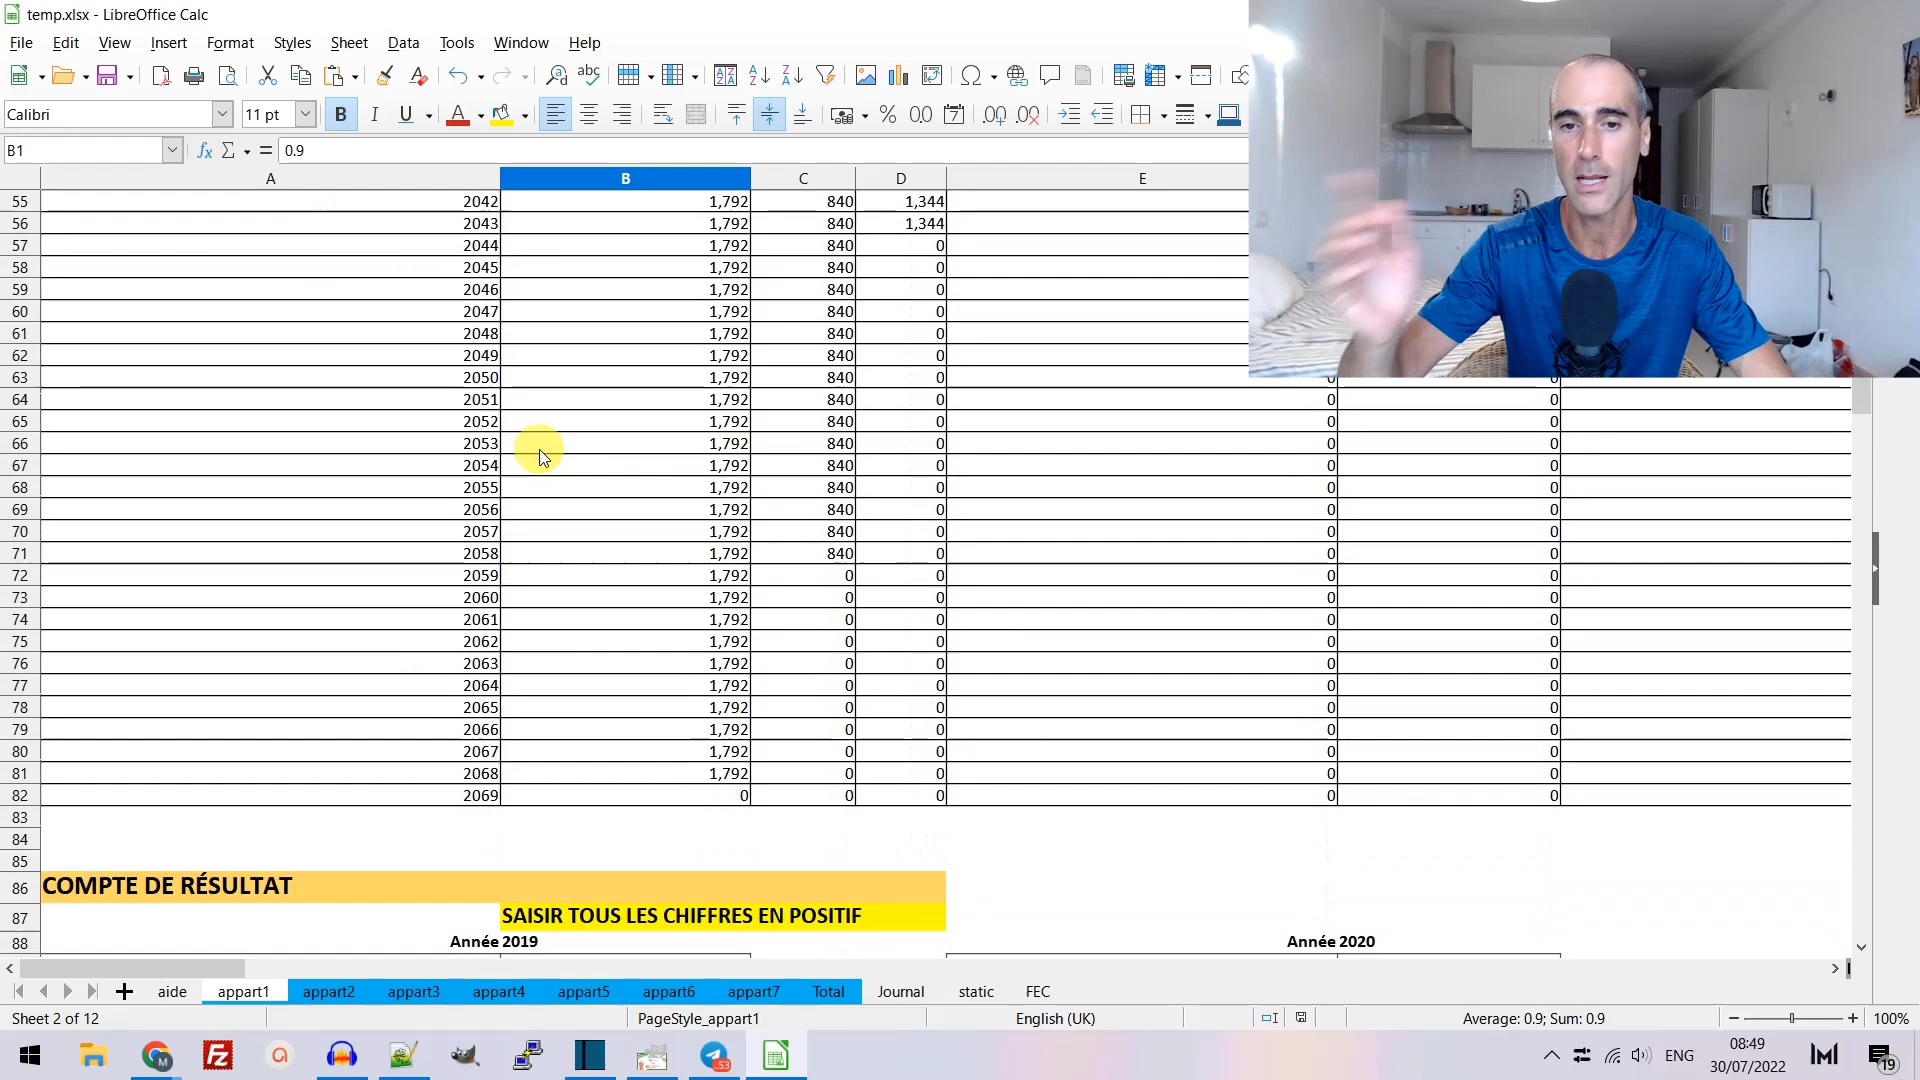 temp.xlsx - LibreOffice Calc
File Edit View Insert Format Styles Sheet Data Tools Window Help
Calibri 11 pt
B1 0.9
A B C D E
55 2042 1,792 840 1,344
56 2043 1,792 840 1,344
57 2044 1,792 840 0
58 2045 1,792 840 0
59 2046 1,792 840 0
60 2047 1,792 840 0
61 2048 1,792 840 0
62 2049 1,792 840 0
63 2050 1,792 840 0 0 0
64 2051 1,792 840 0 0 0
65 2052 1,792 840 0 0 0
66 2053 1,792 840 0 0 0
67 2054 1,792 840 0 0 0
68 2055 1,792 840 0 0 0
69 2056 1,792 840 0 0 0
70 2057 1,792 840 0 0 0
71 2058 1,792 840 0 0 0
72 2059 1,792 0 0 0 0
73 2060 1,792 0 0 0 0
74 2061 1,792 0 0 0 0
75 2062 1,792 0 0 0 0
76 2063 1,792 0 0 0 0
77 2064 1,792 0 0 0 0
78 2065 1,792 0 0 0 0
79 2066 1,792 0 0 0 0
80 2067 1,792 0 0 0 0
81 2068 1,792 0 0 0 0
82 2069 0 0 0 0 0
83
84
85
86 COMPTE DE RÉSULTAT
87 SAISIR TOUS LES CHIFFRES EN POSITIF
88 Année 2019 Année 2020
aide appart1 appart2 appart3 appart4 appart5 appart6 appart7 Total Journal static FEC
Sheet 2 of 12 PageStyle_appart1 English (UK) Average: 0.9; Sum: 0.9 100%
ENG 08:49
30/07/2022
19